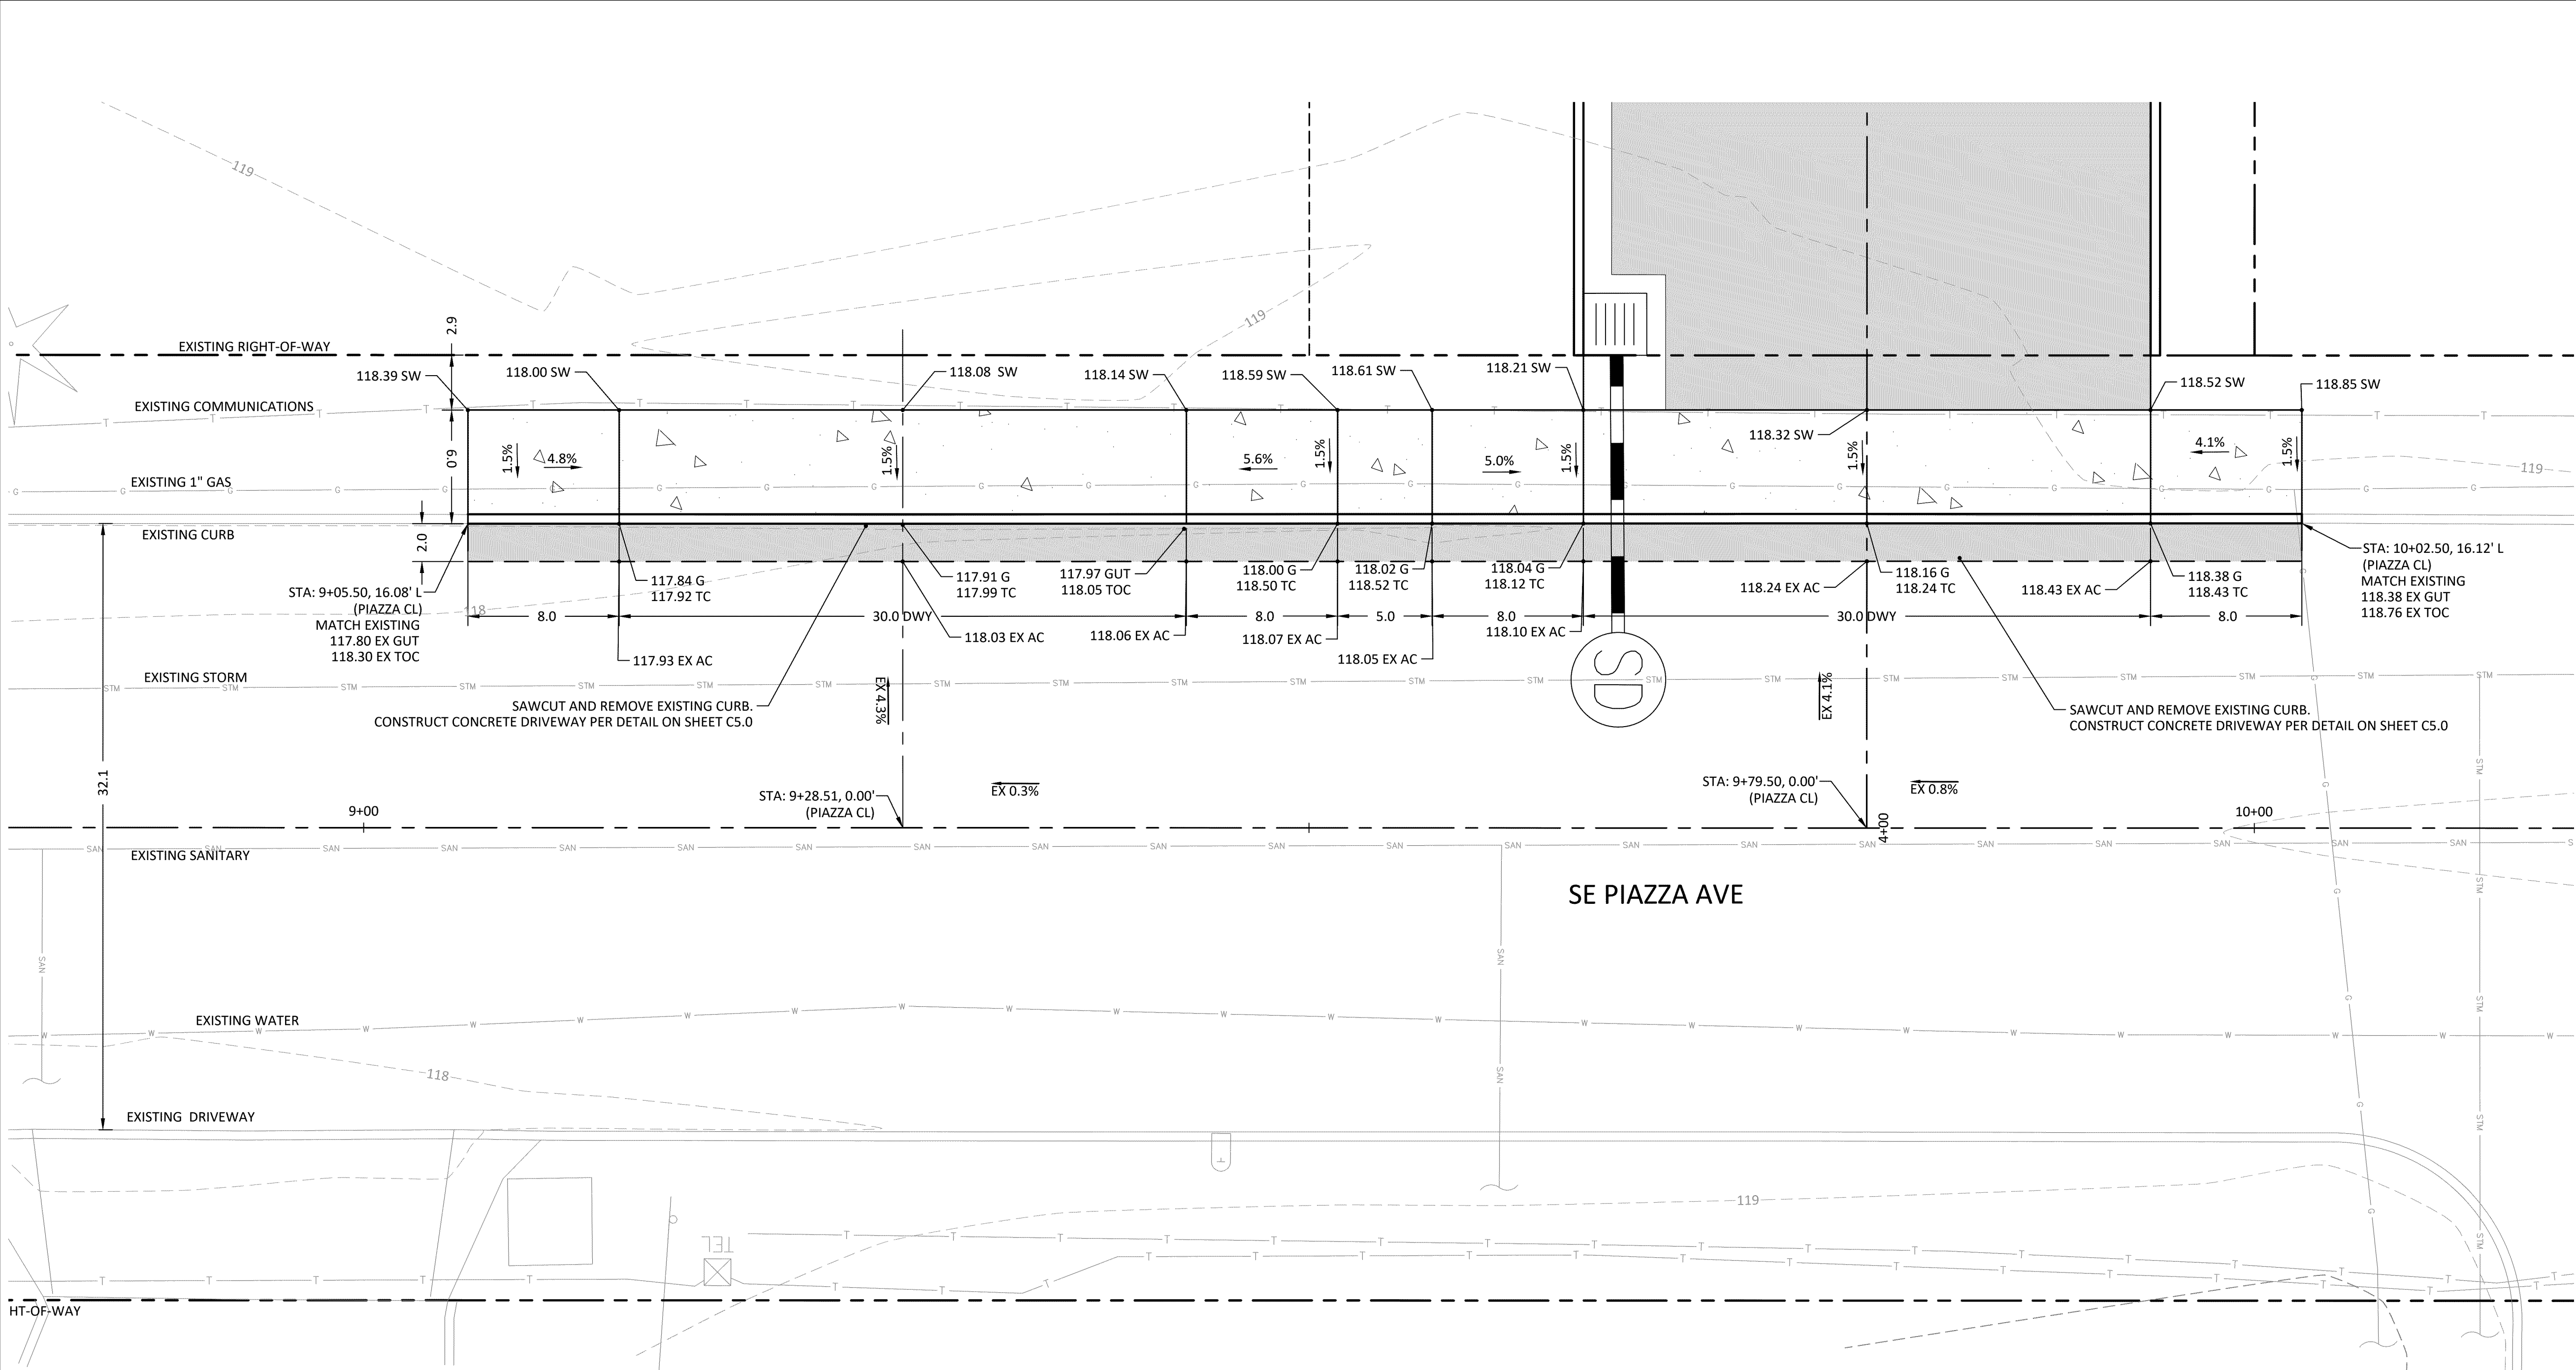 119
119
EXISTING RIGHT-OF-WAY
2.9
118.39 SW
118.00 SW
118.08 SW
118.14 SW
118.59 SW
118.61 SW
118.21 SW
118.52 SW
118.85 SW
EXISTING COMMUNICATIONS
118.32 SW
6.0
1.5%
4.8%
1.5%
5.6%
1.5%
5.0%
1.5%
1.5%
4.1%
1.5%
119
EXISTING 1" GAS
EXISTING CURB
2.0
STA: 9+05.50, 16.08' L
(PIAZZA CL)
MATCH EXISTING
117.80 EX GUT
118.30 EX TOC
118
117.84 G
117.92 TC
117.91 G
117.99 TC
117.97 GUT
118.05 TOC
118.00 G
118.50 TC
118.02 G
118.52 TC
118.04 G
118.12 TC
118.24 EX AC
118.16 G
118.24 TC
118.43 EX AC
118.38 G
118.43 TC
STA: 10+02.50, 16.12' L
(PIAZZA CL)
MATCH EXISTING
118.38 EX GUT
118.76 EX TOC
8.0
30.0 DWY
8.0
5.0
8.0
30.0 DWY
8.0
117.93 EX AC
118.03 EX AC
118.06 EX AC
118.07 EX AC
118.05 EX AC
118.10 EX AC
SD
EXISTING STORM
STM
SAWCUT AND REMOVE EXISTING CURB.
CONSTRUCT CONCRETE DRIVEWAY PER DETAIL ON SHEET C5.0
EX 4.3%
EX 4.1%
SAWCUT AND REMOVE EXISTING CURB.
CONSTRUCT CONCRETE DRIVEWAY PER DETAIL ON SHEET C5.0
32.1
9+00
STA: 9+28.51, 0.00'
(PIAZZA CL)
EX 0.3%
STA: 9+79.50, 0.00'
(PIAZZA CL)
4+00
EX 0.8%
10+00
EXISTING SANITARY
SAN
SE PIAZZA AVE
EXISTING WATER
W
118
EXISTING DRIVEWAY
119
TEL
HT-OF-WAY